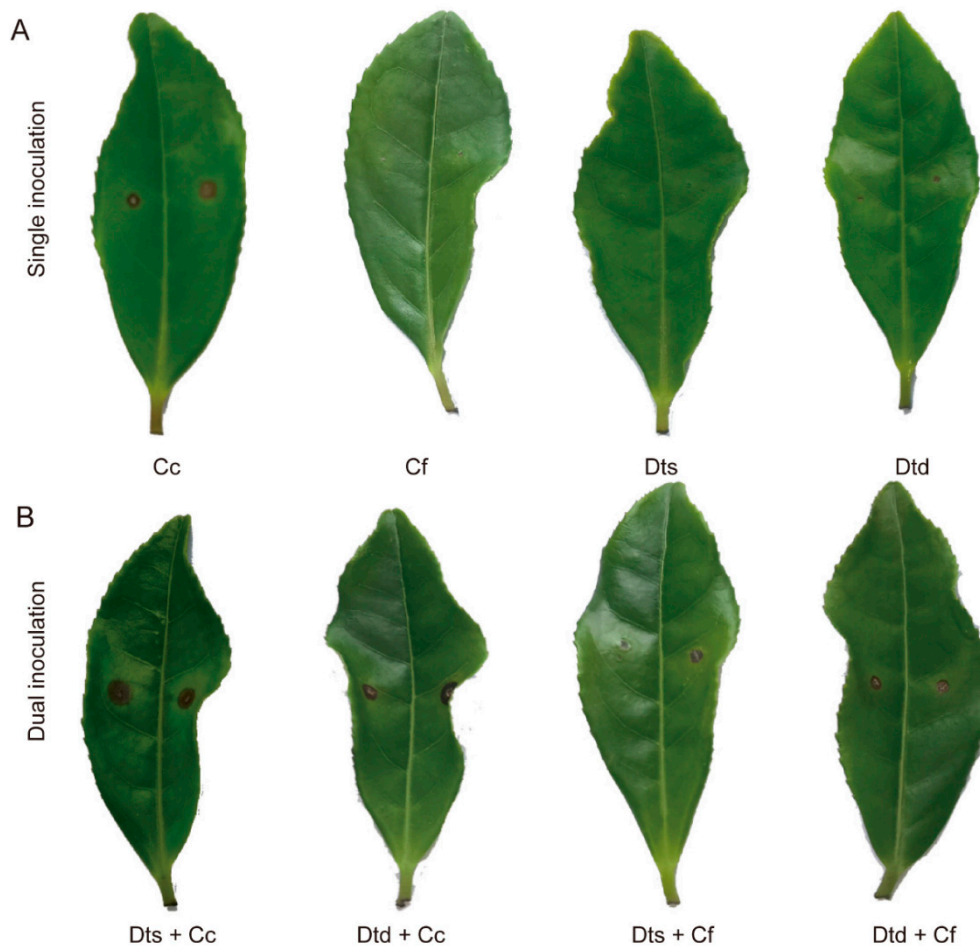 A
Single inoculation
Cc
Cf
Dts
Dtd
B
Dual inoculation
Dts + Cc
Dtd + Cc
Dts + Cf
Dtd + Cf